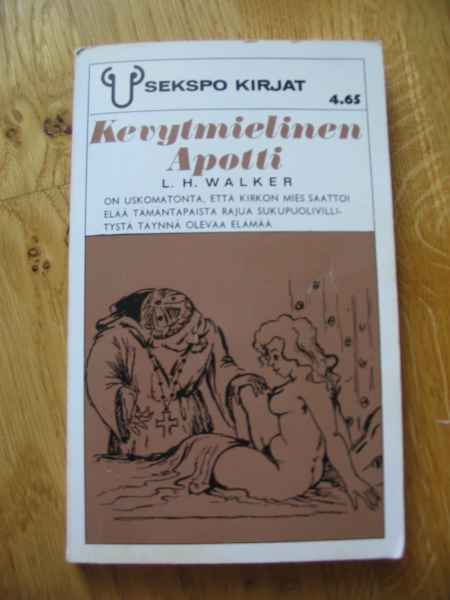 SEKSPO KIRJAT
4.65
Kevytmielinen
Apotti
L. H. WALKER
ON USKOMATONTA, ETTÄ KIRKON MIES SAATTOI
ELÄÄ TÄMÄNTAPAISTA RAJUA SUKUPUOLIVILLI-
TYSTÄ TÄYNNÄ OLEVAA ELÄMÄÄ